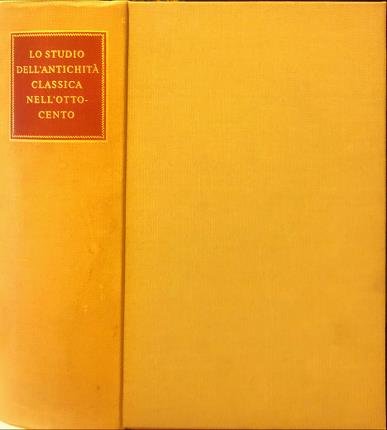 LO STUDIO
DELL'ANTICHITÀ
CLASSICA
NELL'OTTO-
CENTO